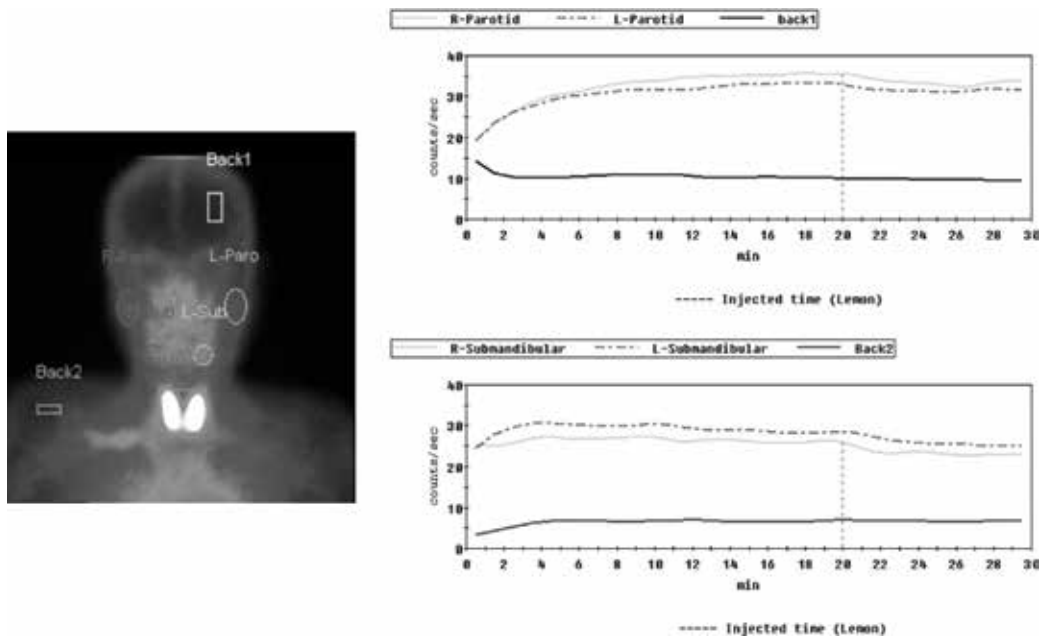 R-Parotid L-Parotid back1
counts/sec
40
30
20
10
0
0 2 4 6 8 10 12 14 16 18 20 22 24 26 28 30
min
Injected time (Lemon)
Back1
L-Paro
L-Sub
Back2
R-Submandibular L-Submandibular Back2
counts/sec
40
30
20
10
0
0 2 4 6 8 10 12 14 16 18 20 22 24 26 28 30
min
Injected time (Lemon)